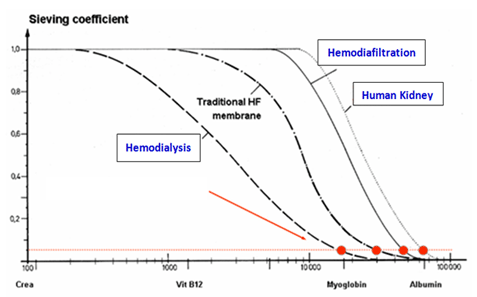 Sieving coefficient
1,0
Hemodiafiltration
Traditional HF
membrane
Human Kidney
0,8
0,6
Hemodialysis
0,4
0,2
100 1000 10000 100000
Crea Vit B12 Myoglobin Albumin